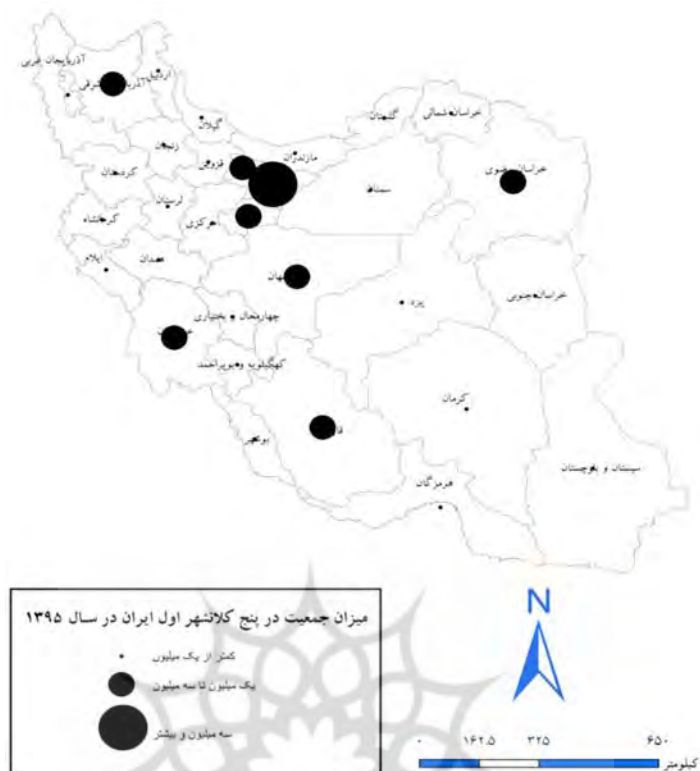 آذربایجان غربی
اردبیل
گیلان
گلستان
خراسان شمالی
مازندران
زنجان
قزوین
خراسان رضوی
سمنان
کردستان
لرستان
مرکزی
کرمانشاه
ایلام
همدان
خراسان جنوبی
یزد
چهارمحال و بختیاری
کهگیلویه و بویراحمد
کرمان
بوشهر
سیستان و بلوچستان
هرمزگان
میزان جمعیت در پنج کلانشهر اول ایران در سال ۱۳۹۵
کمتر از یک میلیون
یک میلیون تا سه میلیون
سه میلیون و بیشتر
N
۰ ۱۶۲.۵ ۳۲۵ ۶۵۰
کیلومتر